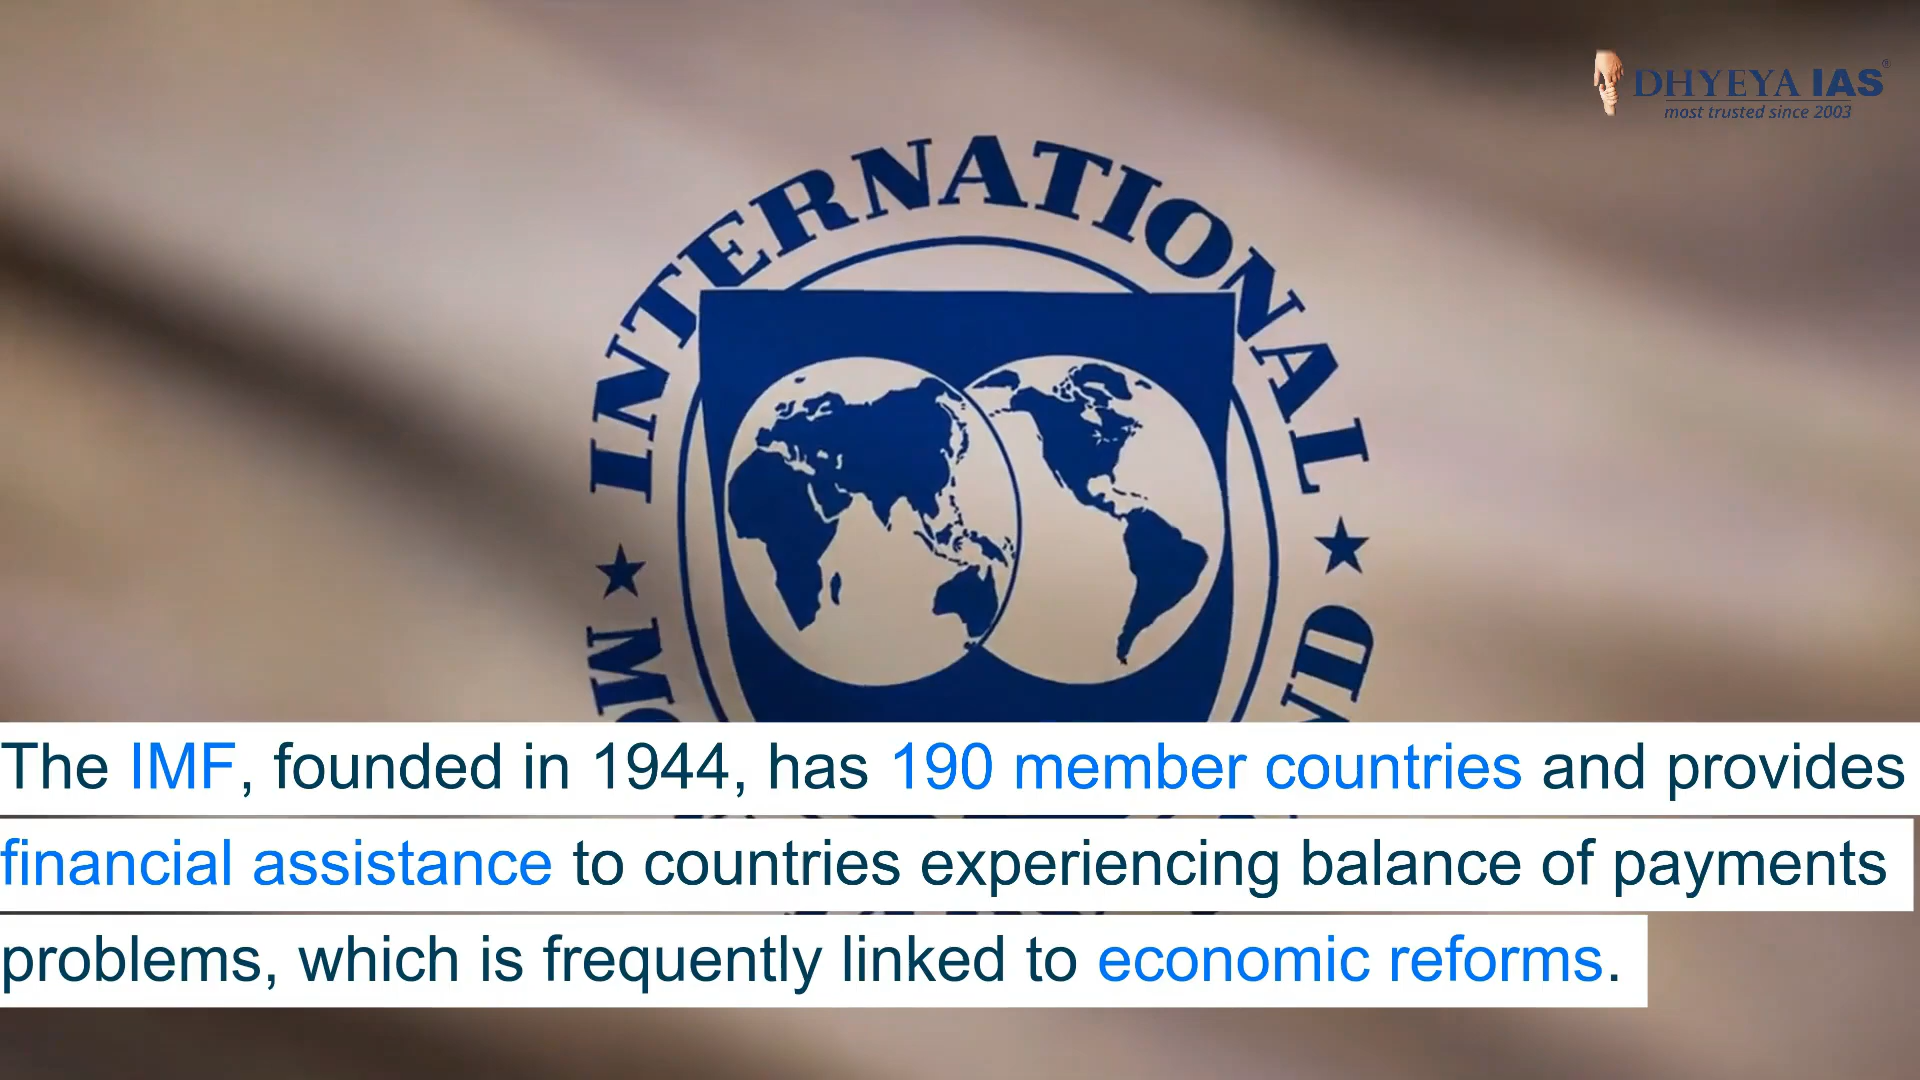 DHYEYA IAS®
most trusted since 2003
INTERNATIONAL
The IMF, founded in 1944, has 190 member countries and provides
financial assistance to countries experiencing balance of payments
problems, which is frequently linked to economic reforms.